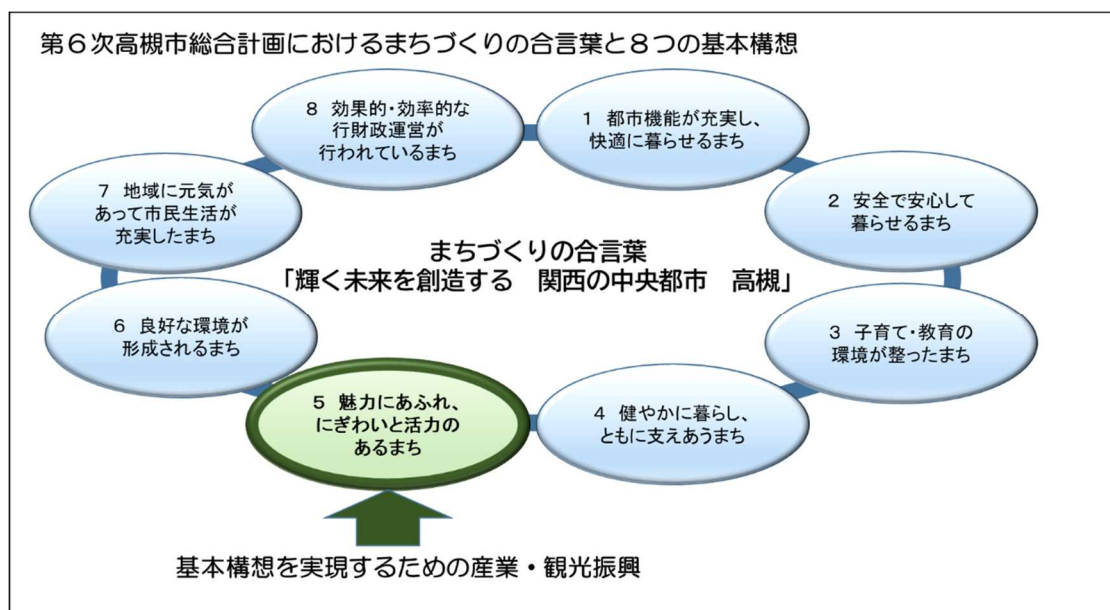 第６次高槻市総合計画におけるまちづくりの合言葉と８つの基本構想
８ 効果的・効率的な
行財政運営が
行われているまち
１ 都市機能が充実し、
快適に暮らせるまち
７ 地域に元気が
あって市民生活が
充実したまち
２ 安全で安心して
暮らせるまち
まちづくりの合言葉
「輝く未来を創造する　関西の中央都市　高槻」
６ 良好な環境が
形成されるまち
３ 子育て・教育の
環境が整ったまち
５ 魅力にあふれ、
にぎわいと活力の
あるまち
４ 健やかに暮らし、
ともに支えあうまち
基本構想を実現するための産業・観光振興